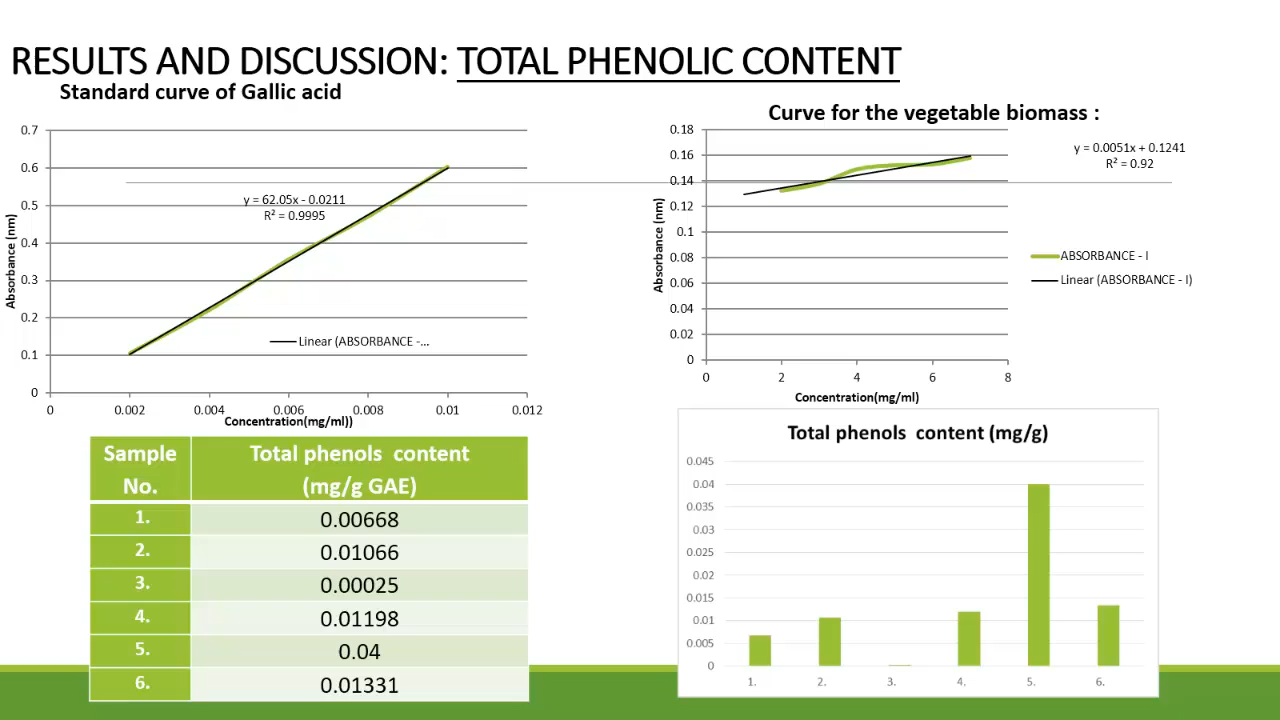 RESULTS AND DISCUSSION: TOTAL PHENOLIC CONTENT
Standard curve of Gallic acid
0.7
0.6
0.5
0.4
0.3
0.2
0.1
0
Absorbance (nm)
y = 62.05x - 0.0211
R² = 0.9995
Linear (ABSORBANCE -...
0 0.002 0.004 0.006 0.008 0.01 0.012
Concentration(mg/ml))
Curve for the vegetable biomass :
0.18
0.16
0.14
0.12
0.1
0.08
0.06
0.04
0.02
0
Absorbance (nm)
y = 0.0051x + 0.1241
R² = 0.92
ABSORBANCE - I
Linear (ABSORBANCE - I)
0 2 4 6 8
Concentration(mg/ml)
Sample No. Total phenols content (mg/g GAE)
1. 0.00668
2. 0.01066
3. 0.00025
4. 0.01198
5. 0.04
6. 0.01331
Total phenols content (mg/g)
0.045
0.04
0.035
0.03
0.025
0.02
0.015
0.01
0.005
0
1. 2. 3. 4. 5. 6.